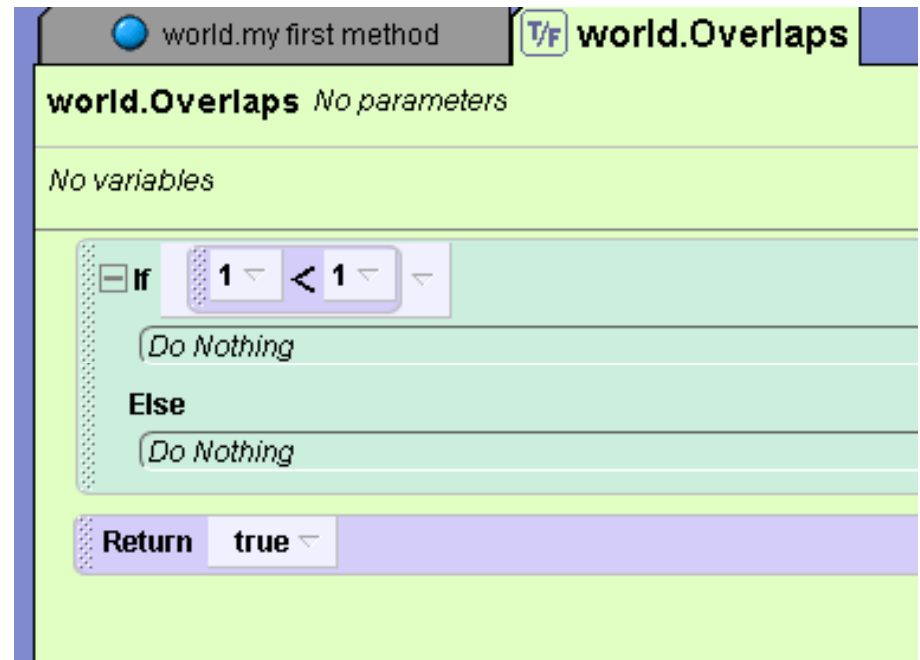 world.my first method T/F world.Overlaps
world.Overlaps No parameters
No variables
If 1 < 1
Do Nothing
Else
Do Nothing
Return true